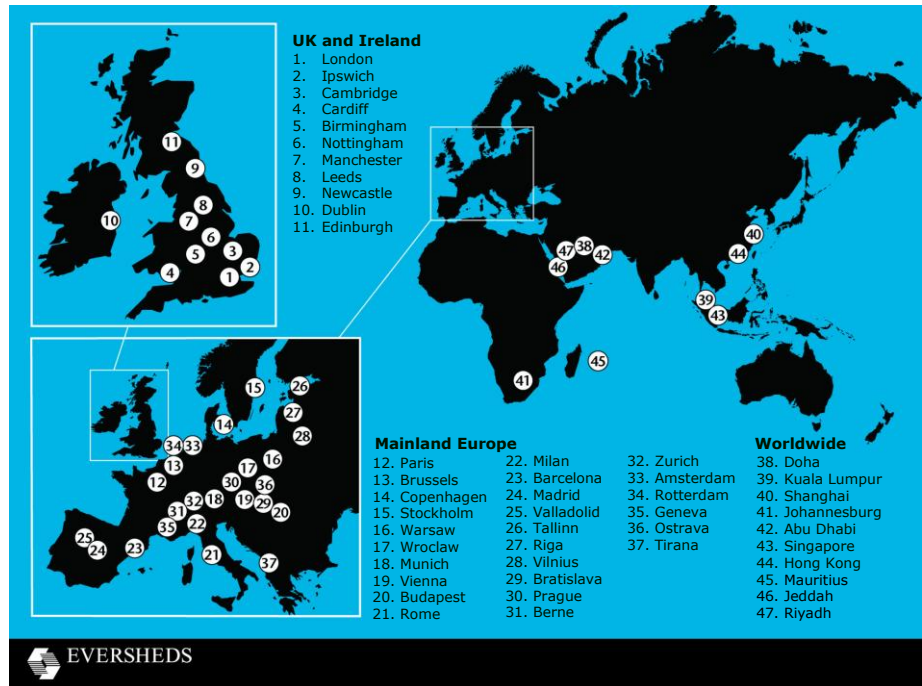 UK and Ireland
1. London
2. Ipswich
3. Cambridge
4. Cardiff
5. Birmingham
6. Nottingham
7. Manchester
8. Leeds
9. Newcastle
10. Dublin
11. Edinburgh
11
9
8
10
7
6
3
5
2
4
1
40
47
38
42
44
46
39
43
45
41
15
26
27
14
28
34
33
16
13
17
12
30
36
32
18
19
29
31
20
35
22
25
24
23
21
37
Mainland Europe
12. Paris
13. Brussels
14. Copenhagen
15. Stockholm
16. Warsaw
17. Wroclaw
18. Munich
19. Vienna
20. Budapest
21. Rome
22. Milan
23. Barcelona
24. Madrid
25. Valladolid
26. Tallinn
27. Riga
28. Vilnius
29. Bratislava
30. Prague
31. Berne
32. Zurich
33. Amsterdam
34. Rotterdam
35. Geneva
36. Ostrava
37. Tirana
Worldwide
38. Doha
39. Kuala Lumpur
40. Shanghai
41. Johannesburg
42. Abu Dhabi
43. Singapore
44. Hong Kong
45. Mauritius
46. Jeddah
47. Riyadh
EVERSHEDS